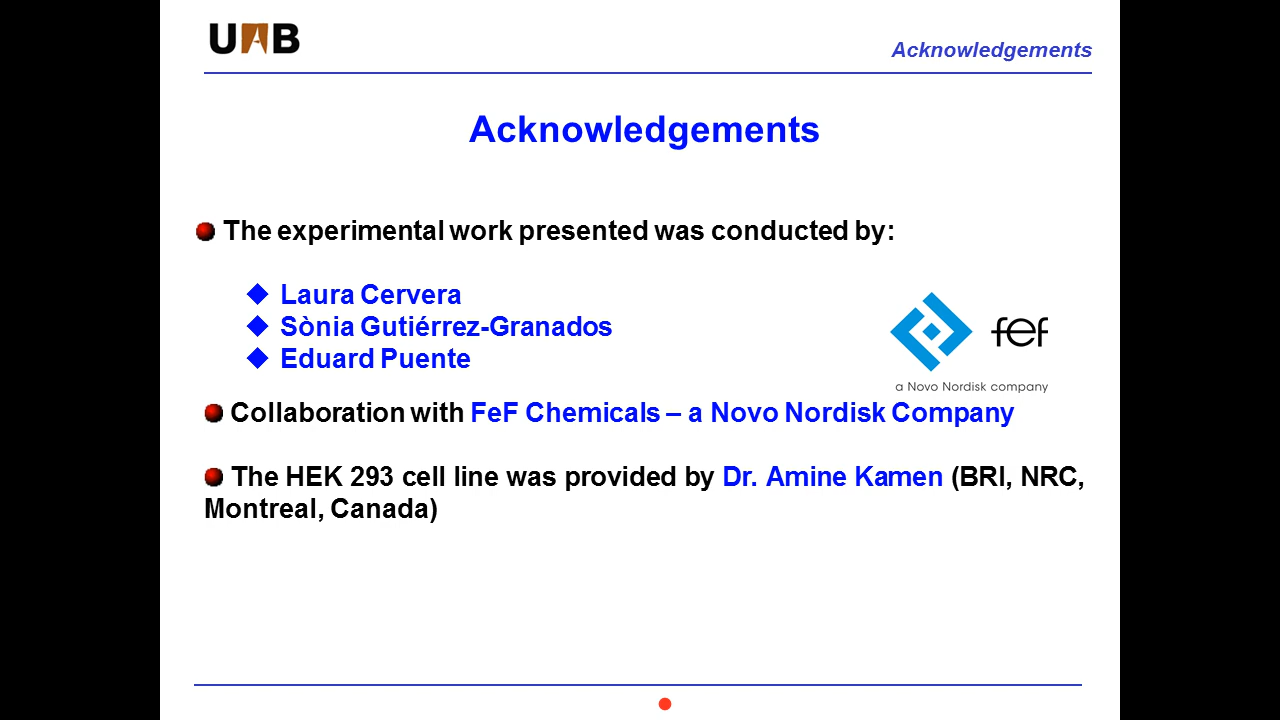 UAB
Acknowledgements
Acknowledgements
The experimental work presented was conducted by:
Laura Cervera
Sònia Gutiérrez-Granados
Eduard Puente
fef
a Novo Nordisk company
Collaboration with FeF Chemicals – a Novo Nordisk Company
The HEK 293 cell line was provided by Dr. Amine Kamen (BRI, NRC,
Montreal, Canada)